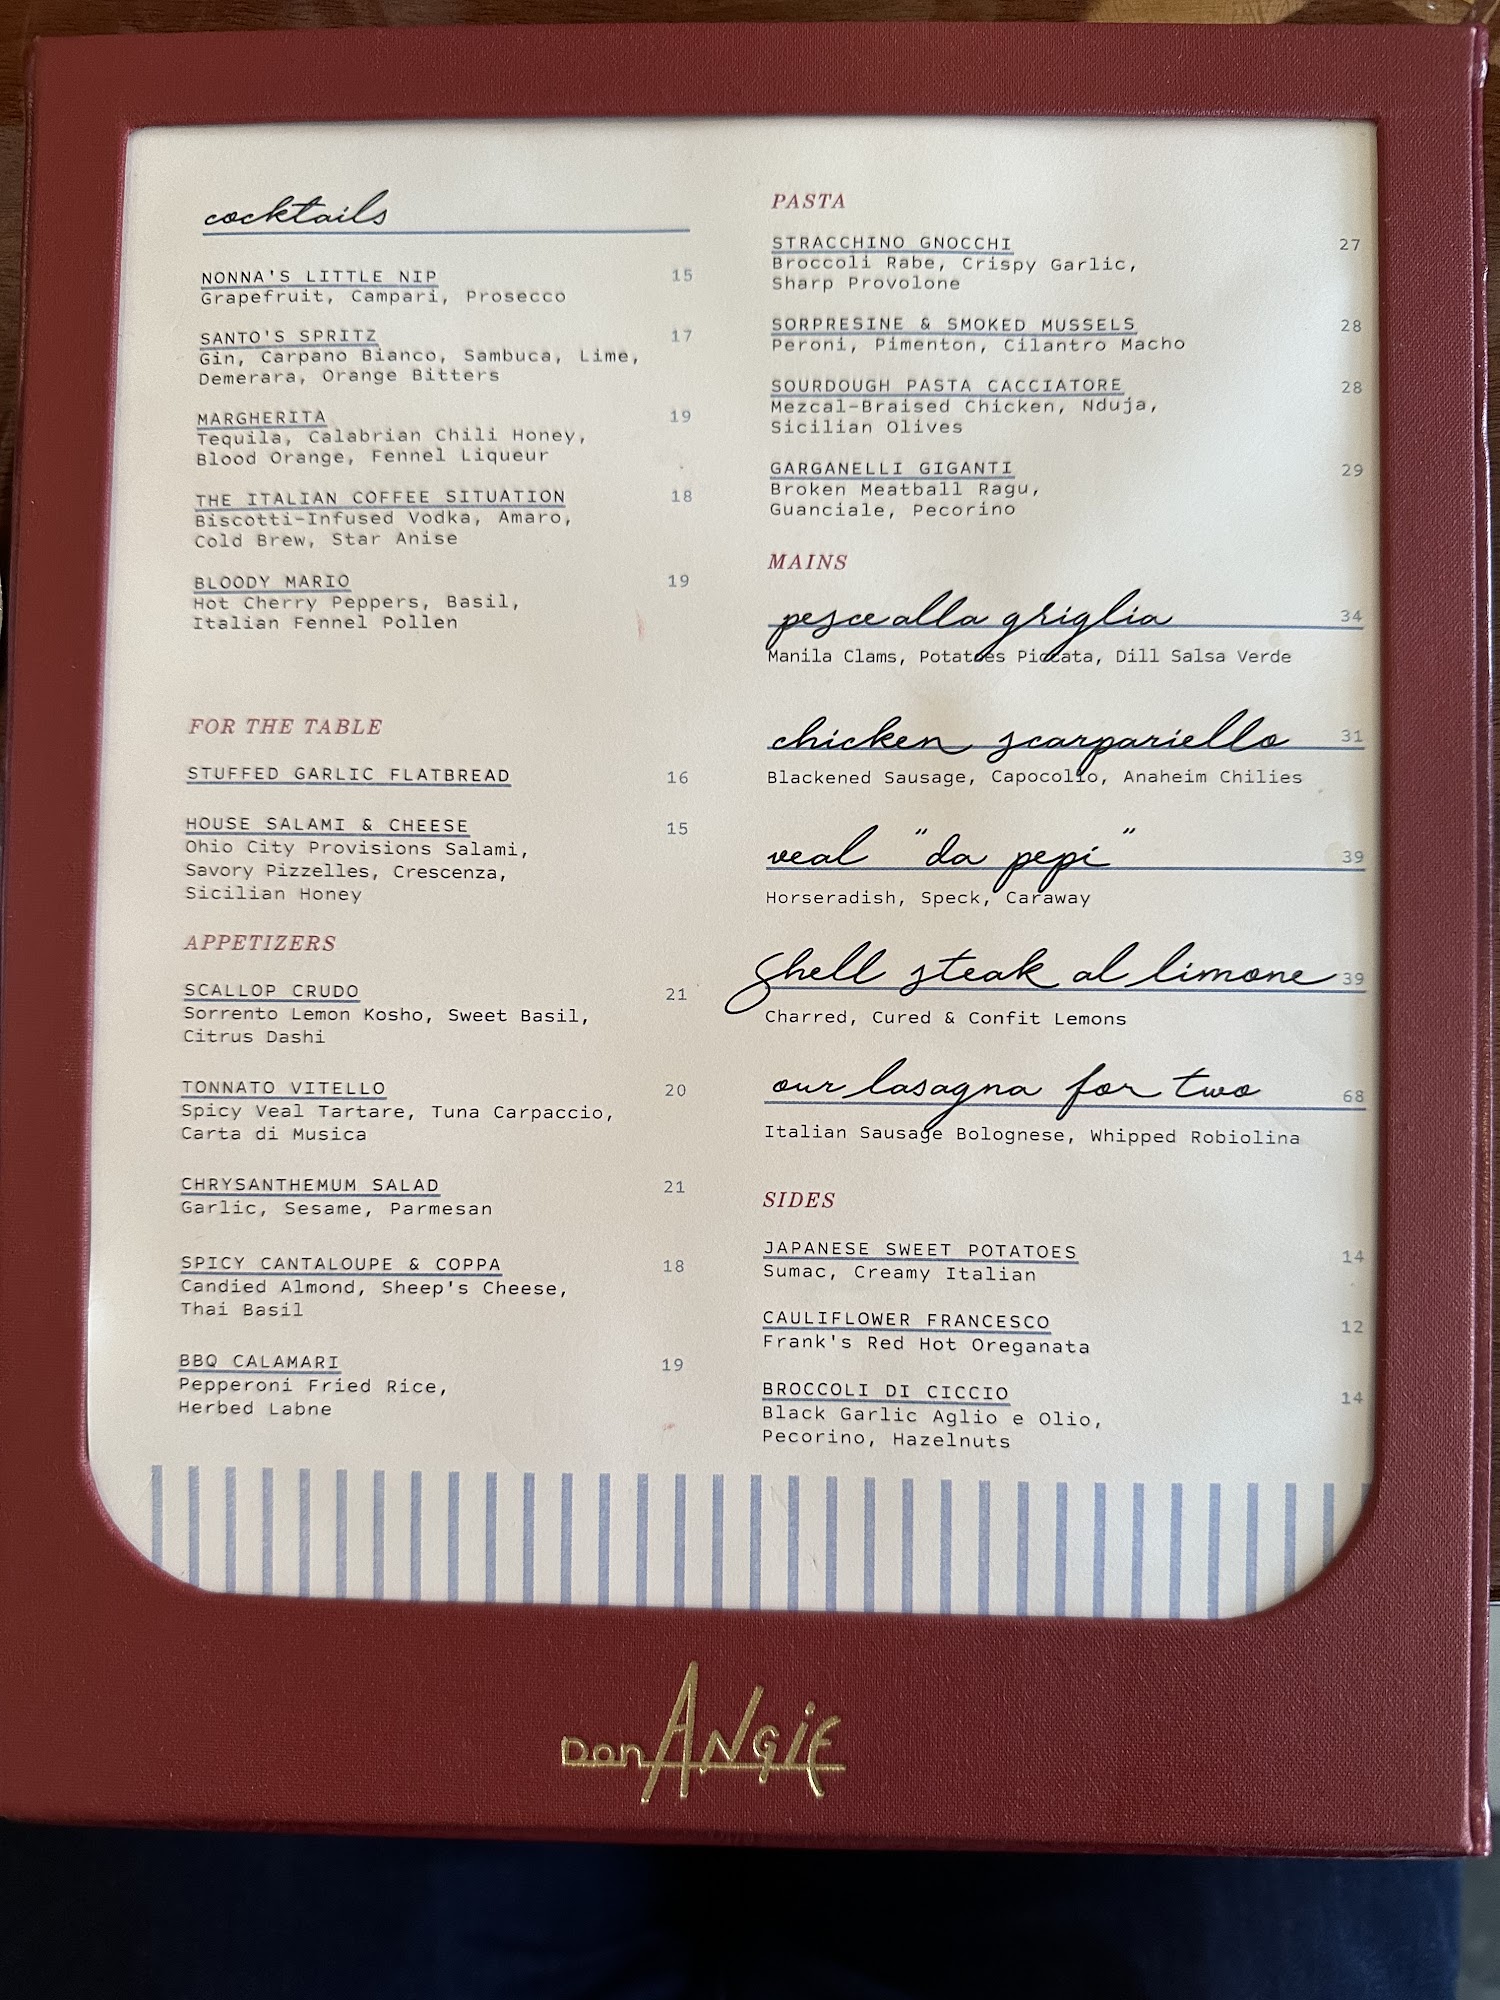 cocktails
NONNA'S LITTLE NIP 15
Grapefruit, Campari, Prosecco
SANTO'S SPRITZ 17
Gin, Carpano Bianco, Sambuca, Lime,
Demerara, Orange Bitters
MARGHERITA 19
Tequila, Calabrian Chili Honey,
Blood Orange, Fennel Liqueur
THE ITALIAN COFFEE SITUATION 18
Biscotti-Infused Vodka, Amaro,
Cold Brew, Star Anise
BLOODY MARIO 19
Hot Cherry Peppers, Basil,
Italian Fennel Pollen
FOR THE TABLE
STUFFED GARLIC FLATBREAD 16
HOUSE SALAMI & CHEESE 15
Ohio City Provisions Salami,
Savory Pizzelles, Crescenza,
Sicilian Honey
APPETIZERS
SCALLOP CRUDO 21
Sorrento Lemon Kosho, Sweet Basil,
Citrus Dashi
TONNATO VITELLO 20
Spicy Veal Tartare, Tuna Carpaccio,
Carta di Musica
CHRYSANTHEMUM SALAD 21
Garlic, Sesame, Parmesan
SPICY CANTALOUPE & COPPA 18
Candied Almond, Sheep's Cheese,
Thai Basil
BBQ CALAMARI 19
Pepperoni Fried Rice,
Herbed Labne
PASTA
STRACCHINO GNOCCHI 27
Broccoli Rabe, Crispy Garlic,
Sharp Provolone
SORPRESINE & SMOKED MUSSELS 28
Peroni, Pimenton, Cilantro Macho
SOURDOUGH PASTA CACCIATORE 28
Mezcal-Braised Chicken, Nduja,
Sicilian Olives
GARGANELLI GIGANTI 29
Broken Meatball Ragu,
Guanciale, Pecorino
MAINS
pesce alla griglia 34
Manila Clams, Potatoes Piccata, Dill Salsa Verde
chicken scarpariello 31
Blackened Sausage, Capocollo, Anaheim Chilies
veal "da pepi" 39
Horseradish, Speck, Caraway
shell steak al limone 39
Charred, Cured & Confit Lemons
our lasagna for two 68
Italian Sausage Bolognese, Whipped Robiolina
SIDES
JAPANESE SWEET POTATOES 14
Sumac, Creamy Italian
CAULIFLOWER FRANCESCO 12
Frank's Red Hot Oreganata
BROCCOLI DI CICCIO 14
Black Garlic Aglio e Olio,
Pecorino, Hazelnuts
Don ANGiE